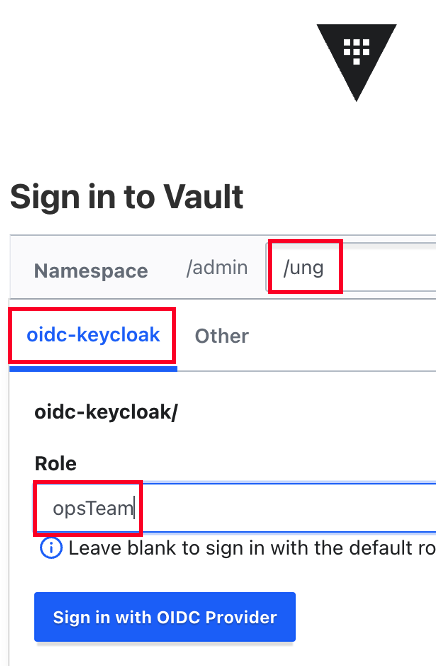 Sign in to Vault
Namespace /admin /ung
oidc-keycloak Other
oidc-keycloak/
Role
opsTeam
Leave blank to sign in with the default ro
Sign in with OIDC Provider